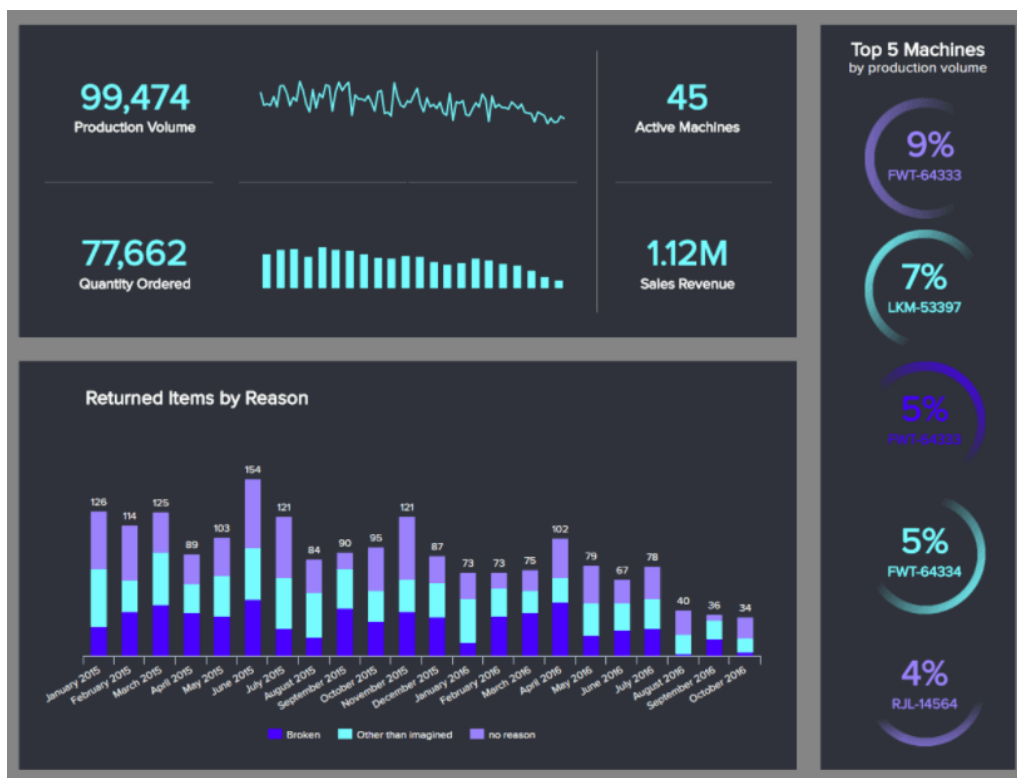 99,474
Production Volume
45
Active Machines
77,662
Quantity Ordered
1.12M
Sales Revenue
Top 5 Machines
by production volume
9%
FWT-64333
7%
LKM-53397
5%
FWT-64333
5%
FWT-64334
4%
RJL-14564
Returned Items by Reason
126
114
125
89
103
154
121
84
90
95
121
87
73
73
75
102
79
67
78
40
36
34
January 2015
February 2015
March 2015
April 2015
May 2015
June 2015
July 2015
August 2015
September 2015
October 2015
November 2015
December 2015
January 2016
February 2016
March 2016
April 2016
May 2016
June 2016
July 2016
August 2016
September 2016
October 2016
Broken
Other than imagined
no reason